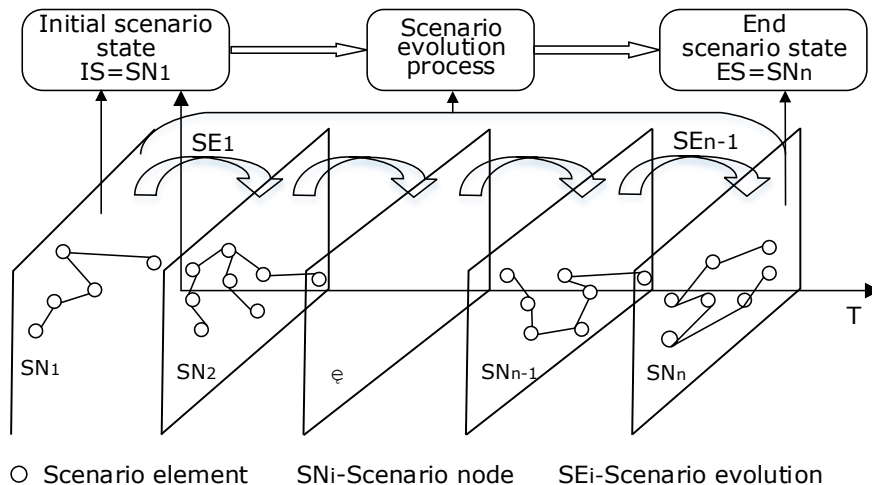 Initial scenario
state
IS=SN1
Scenario
evolution
process
End
scenario state
ES=SNn
SE1
SEn-1
T
SN1
SN2
ę
SNn-1
SNn
Scenario element
SNi-Scenario node
SEi-Scenario evolution